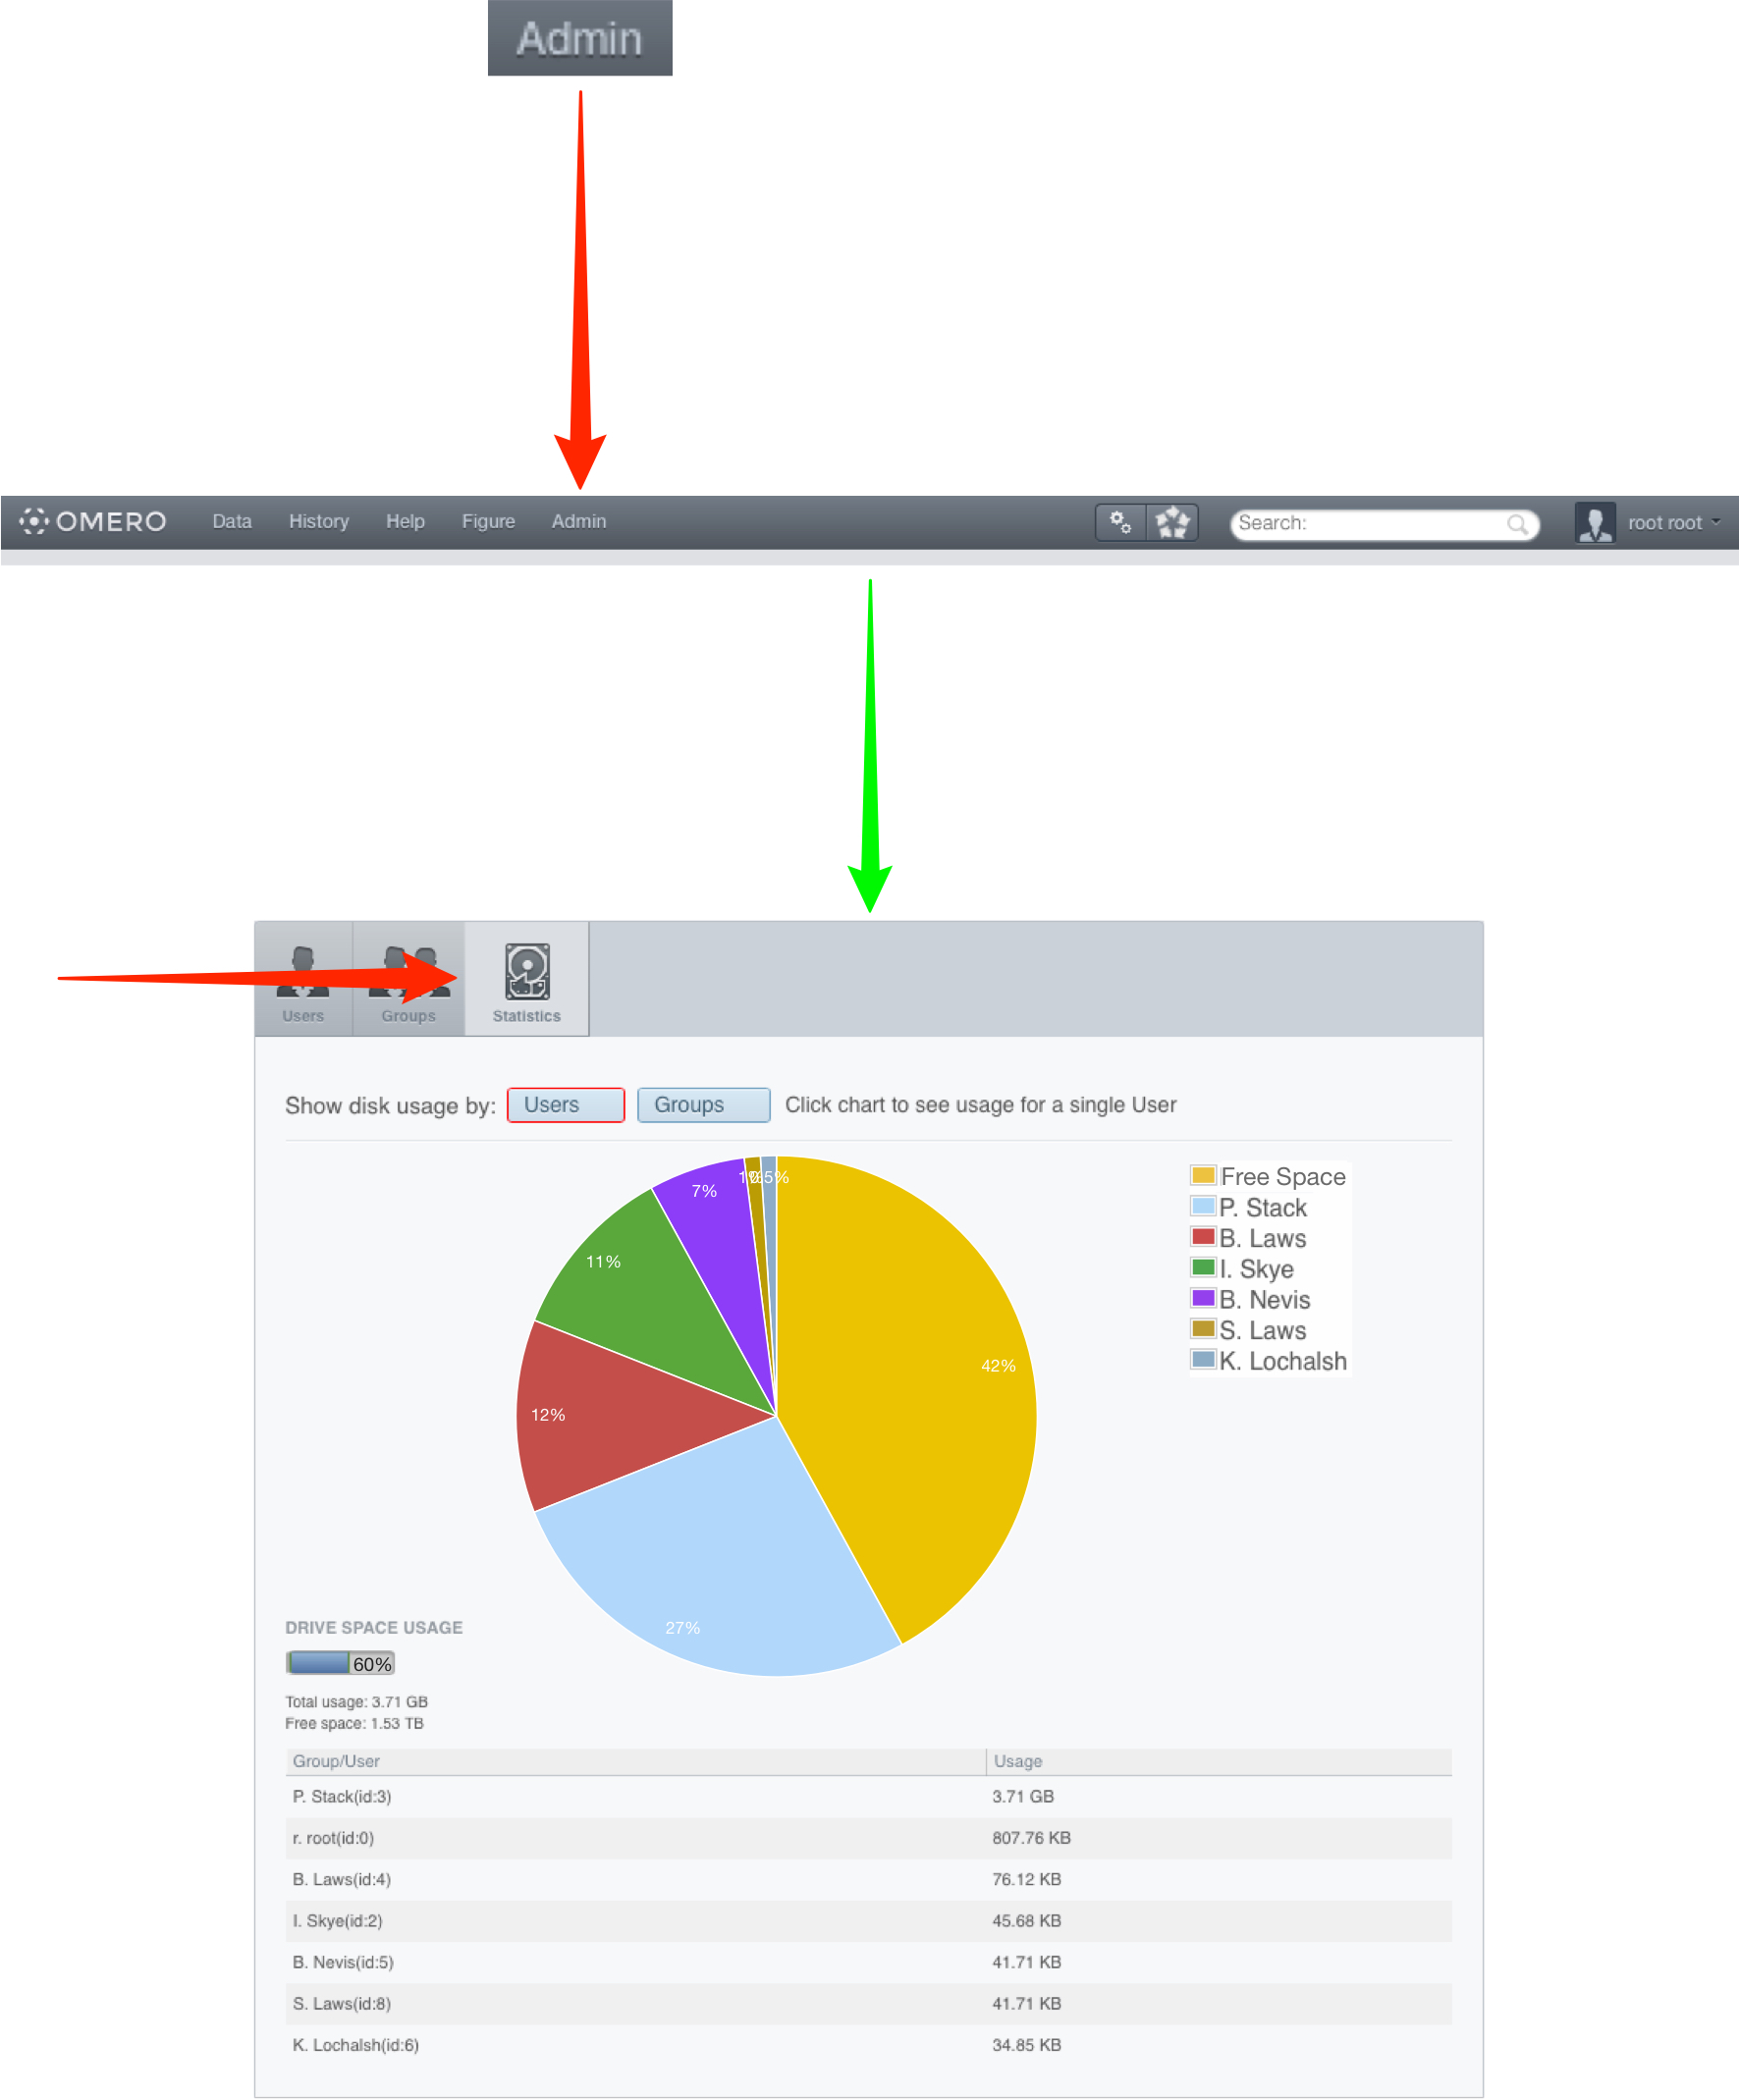 Admin
OMERO Data History Help Figure Admin Search: root root
Users Groups Statistics
Show disk usage by: Users Groups Click chart to see usage for a single User
Free Space
P. Stack
B. Laws
I. Skye
B. Nevis
S. Laws
K. Lochalsh
1% 0.5%
7%
11%
42%
12%
27%
DRIVE SPACE USAGE
60%
Total usage: 3.71 GB
Free space: 1.53 TB
Group/User Usage
P. Stack(id:3) 3.71 GB
r. root(id:0) 807.76 KB
B. Laws(id:4) 76.12 KB
I. Skye(id:2) 45.68 KB
B. Nevis(id:5) 41.71 KB
S. Laws(id:8) 41.71 KB
K. Lochalsh(id:6) 34.85 KB